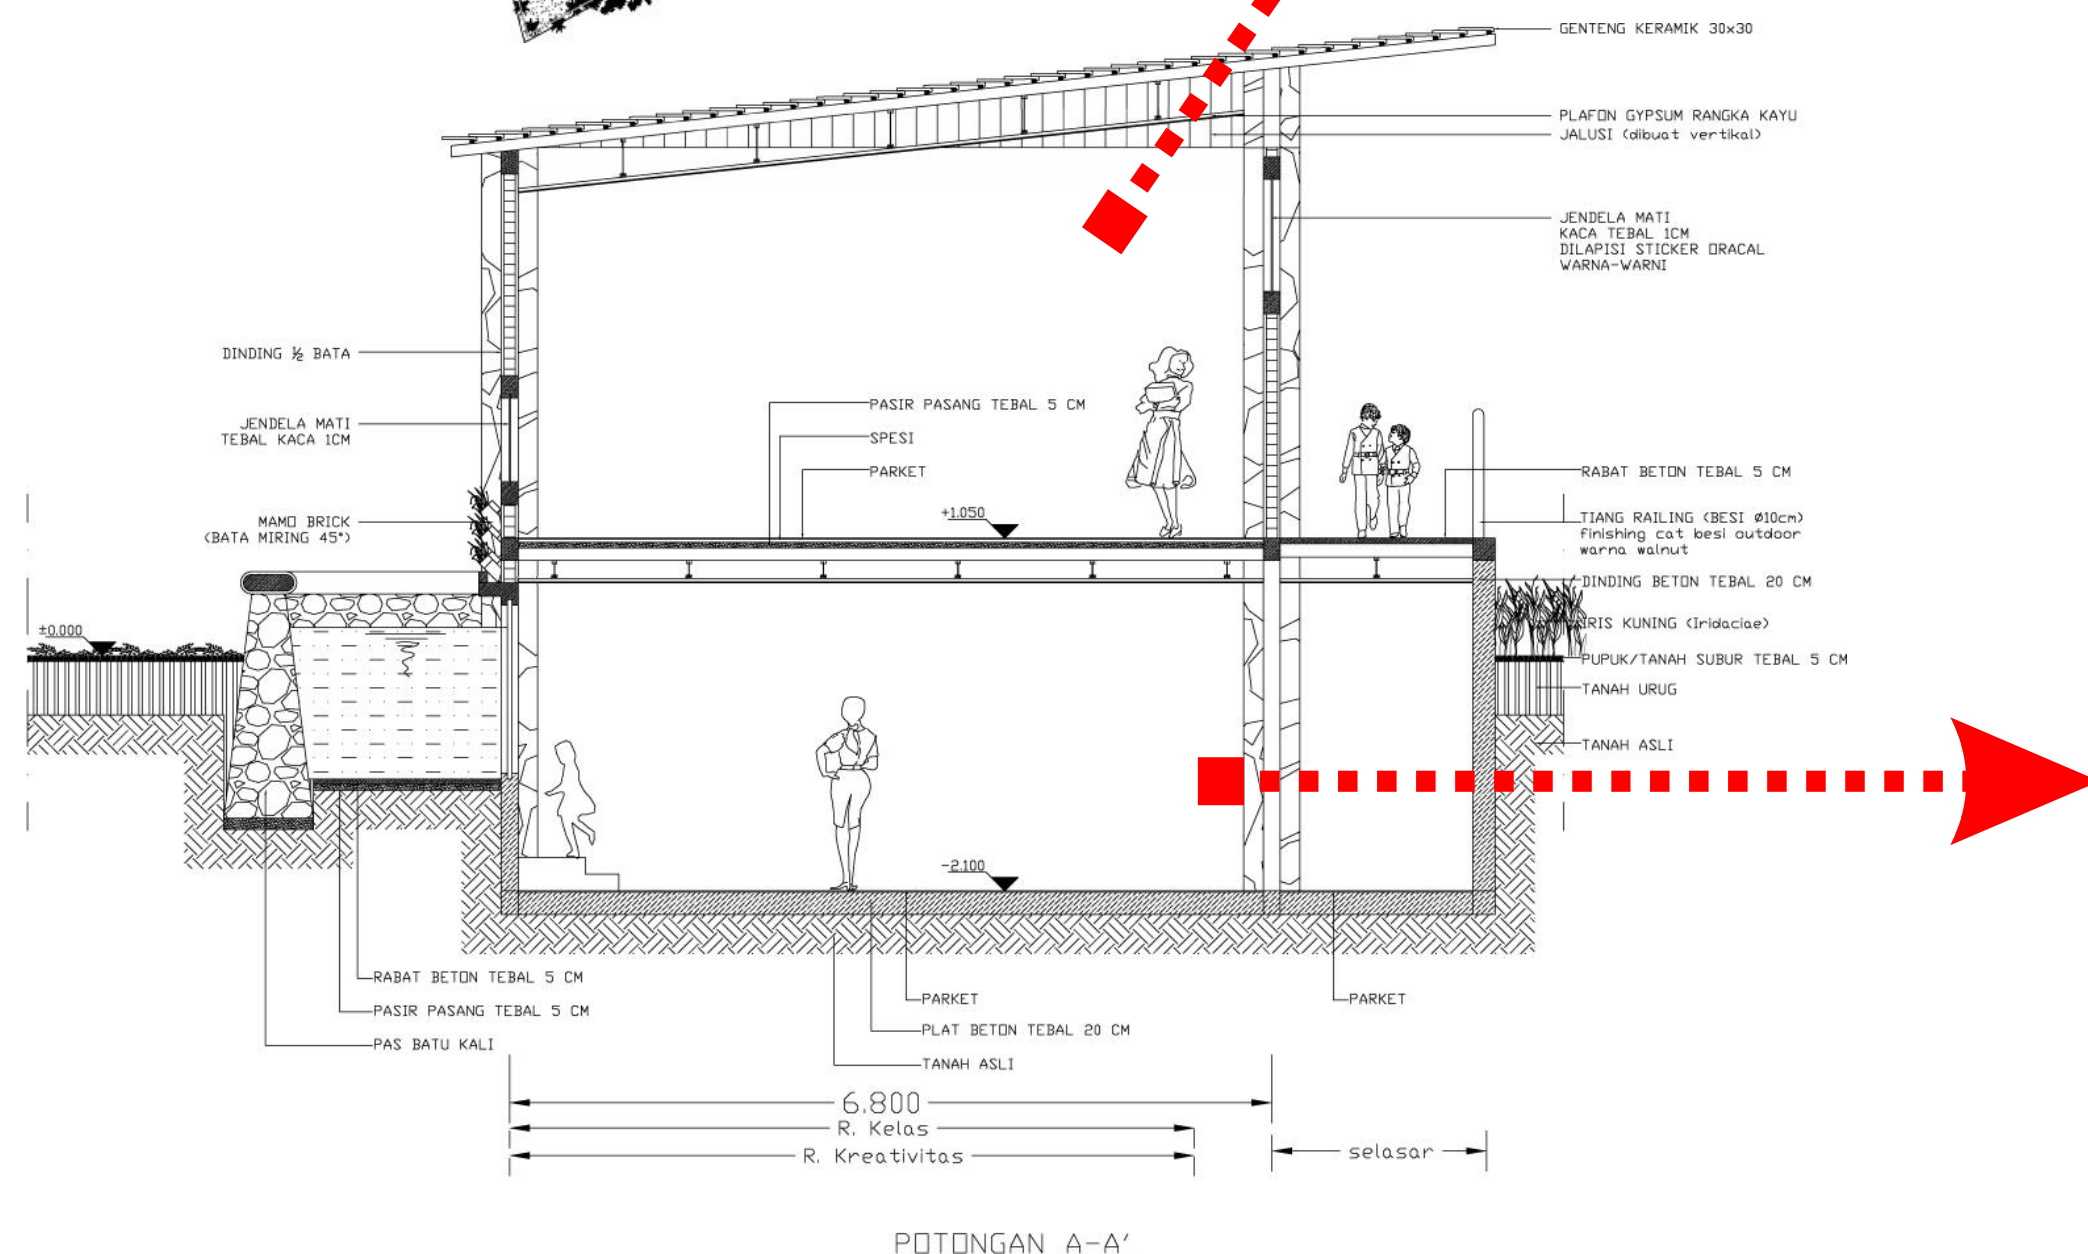 GENTENG KERAMIK 30x30
PLAFON GYPSUM RANGKA KAYU
JALUSI (dibuat vertikal)
JENDELA MATI
KACA TEBAL 1CM
DILAPISI STICKER ORACAL
WARNA-WARNI
DINDING ½ BATA
JENDELA MATI
TEBAL KACA 1CM
MAMO BRICK
(BATA MIRING 45°)
±0.000
PASIR PASANG TEBAL 5 CM
SPESI
PARKET
+1.050
RABAT BETON TEBAL 5 CM
TIANG RAILING (BESI Ø10cm)
finishing cat besi outdoor
warna walnut
DINDING BETON TEBAL 20 CM
IRIS KUNING (Iridaciae)
PUPUK/TANAH SUBUR TEBAL 5 CM
TANAH URUG
TANAH ASLI
-2.100
RABAT BETON TEBAL 5 CM
PASIR PASANG TEBAL 5 CM
PAS BATU KALI
PARKET
PLAT BETON TEBAL 20 CM
TANAH ASLI
PARKET
6.800
R. Kelas
R. Kreativitas
selasar
POTONGAN A-A'